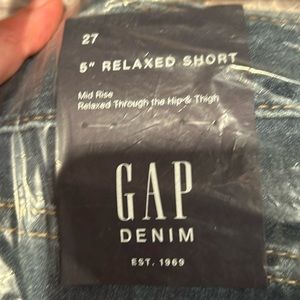 27
5" RELAXED SHORT
Mid Rise
Relaxed Through the Hip & Thigh
GAP
DENIM
EST. 1969